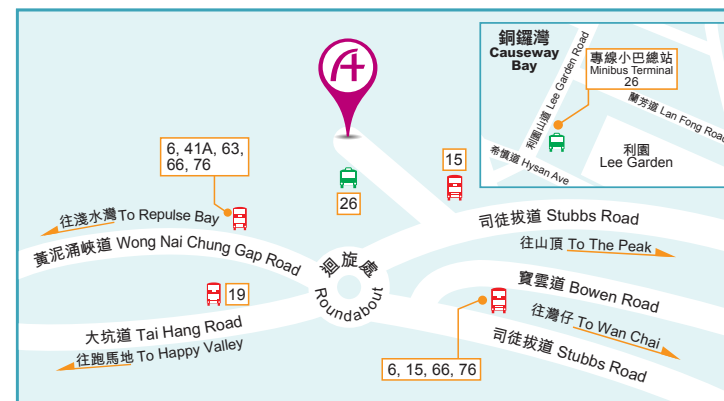 銅鑼灣
Causeway
Bay
利園山道 Lee Garden Road
專線小巴總站
Minibus Terminal
26
蘭芳道 Lan Fong Road
利園
Lee Garden
希慎道 Hysan Ave
6, 41A, 63,
66, 76
15
26
往淺水灣 To Repulse Bay
黃泥涌峽道 Wong Nai Chung Gap Road
司徒拔道 Stubbs Road
往山頂 To The Peak
迴旋處
Roundabout
寶雲道 Bowen Road
19
大坑道 Tai Hang Road
往灣仔 To Wan Chai
往跑馬地 To Happy Valley
司徒拔道 Stubbs Road
6, 15, 66, 76